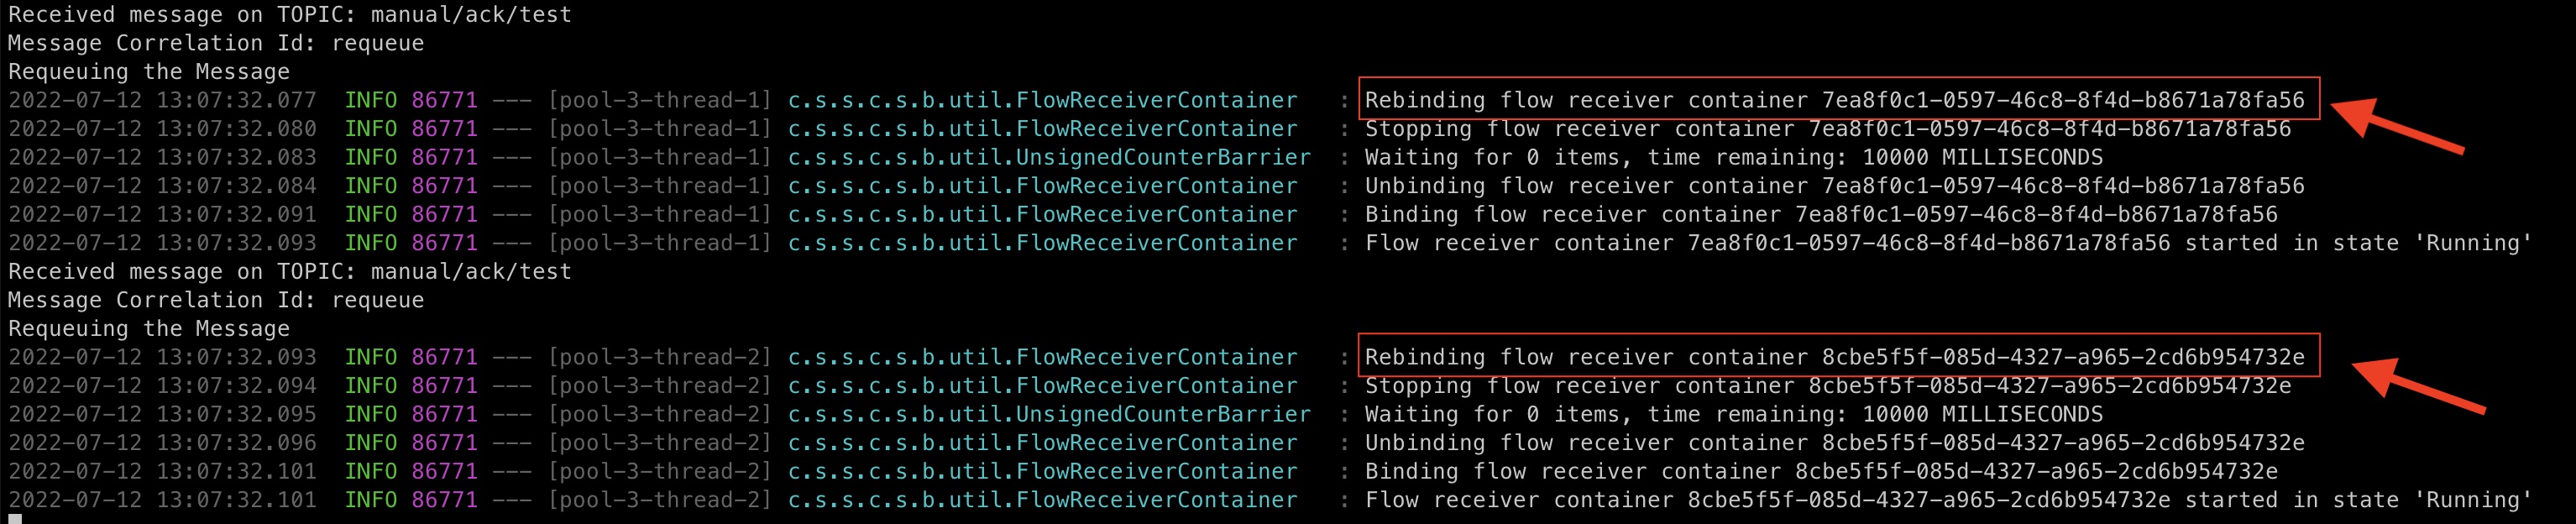 Received message on TOPIC: manual/ack/test
Message Correlation Id: requeue
Requeuing the Message
2022-07-12 13:07:32.077  INFO 86771 --- [pool-3-thread-1] c.s.s.c.s.b.util.FlowReceiverContainer   : Rebinding flow receiver container 7ea8f0c1-0597-46c8-8f4d-b8671a78fa56
2022-07-12 13:07:32.080  INFO 86771 --- [pool-3-thread-1] c.s.s.c.s.b.util.FlowReceiverContainer   : Stopping flow receiver container 7ea8f0c1-0597-46c8-8f4d-b8671a78fa56
2022-07-12 13:07:32.083  INFO 86771 --- [pool-3-thread-1] c.s.s.c.s.b.util.UnsignedCounterBarrier  : Waiting for 0 items, time remaining: 10000 MILLISECONDS
2022-07-12 13:07:32.084  INFO 86771 --- [pool-3-thread-1] c.s.s.c.s.b.util.FlowReceiverContainer   : Unbinding flow receiver container 7ea8f0c1-0597-46c8-8f4d-b8671a78fa56
2022-07-12 13:07:32.091  INFO 86771 --- [pool-3-thread-1] c.s.s.c.s.b.util.FlowReceiverContainer   : Binding flow receiver container 7ea8f0c1-0597-46c8-8f4d-b8671a78fa56
2022-07-12 13:07:32.093  INFO 86771 --- [pool-3-thread-1] c.s.s.c.s.b.util.FlowReceiverContainer   : Flow receiver container 7ea8f0c1-0597-46c8-8f4d-b8671a78fa56 started in state 'Running'
Received message on TOPIC: manual/ack/test
Message Correlation Id: requeue
Requeuing the Message
2022-07-12 13:07:32.093  INFO 86771 --- [pool-3-thread-2] c.s.s.c.s.b.util.FlowReceiverContainer   : Rebinding flow receiver container 8cbe5f5f-085d-4327-a965-2cd6b954732e
2022-07-12 13:07:32.094  INFO 86771 --- [pool-3-thread-2] c.s.s.c.s.b.util.FlowReceiverContainer   : Stopping flow receiver container 8cbe5f5f-085d-4327-a965-2cd6b954732e
2022-07-12 13:07:32.095  INFO 86771 --- [pool-3-thread-2] c.s.s.c.s.b.util.UnsignedCounterBarrier  : Waiting for 0 items, time remaining: 10000 MILLISECONDS
2022-07-12 13:07:32.096  INFO 86771 --- [pool-3-thread-2] c.s.s.c.s.b.util.FlowReceiverContainer   : Unbinding flow receiver container 8cbe5f5f-085d-4327-a965-2cd6b954732e
2022-07-12 13:07:32.101  INFO 86771 --- [pool-3-thread-2] c.s.s.c.s.b.util.FlowReceiverContainer   : Binding flow receiver container 8cbe5f5f-085d-4327-a965-2cd6b954732e
2022-07-12 13:07:32.101  INFO 86771 --- [pool-3-thread-2] c.s.s.c.s.b.util.FlowReceiverContainer   : Flow receiver container 8cbe5f5f-085d-4327-a965-2cd6b954732e started in state 'Running'